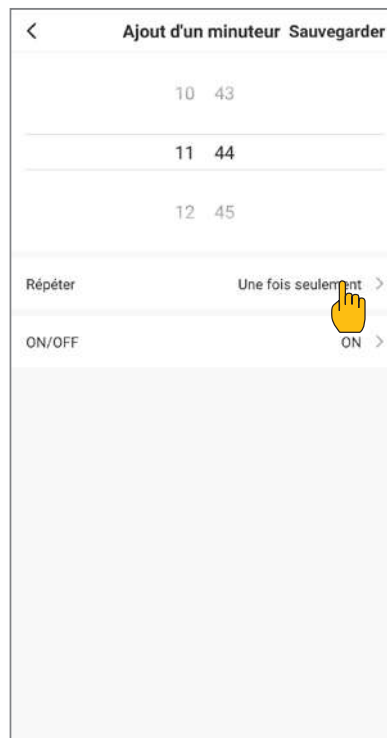 Ajout d'un minuteur Sauvegarder
10 43
11 44
12 45
Répéter Une fois seulement
ON/OFF ON